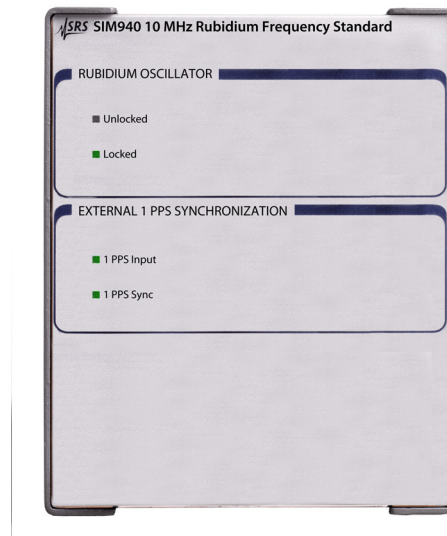 SRS SIM940 10 MHz Rubidium Frequency Standard
RUBIDIUM OSCILLATOR
Unlocked
Locked
EXTERNAL 1 PPS SYNCHRONIZATION
1 PPS Input
1 PPS Sync